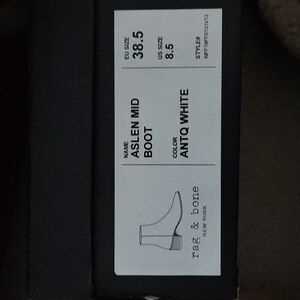 rag & bone
NEW YORK
NAME
ASLEN MID
BOOT
COLOR
ANTQ WHITE
EU SIZE
38.5
US SIZE
8.5
STYLE#